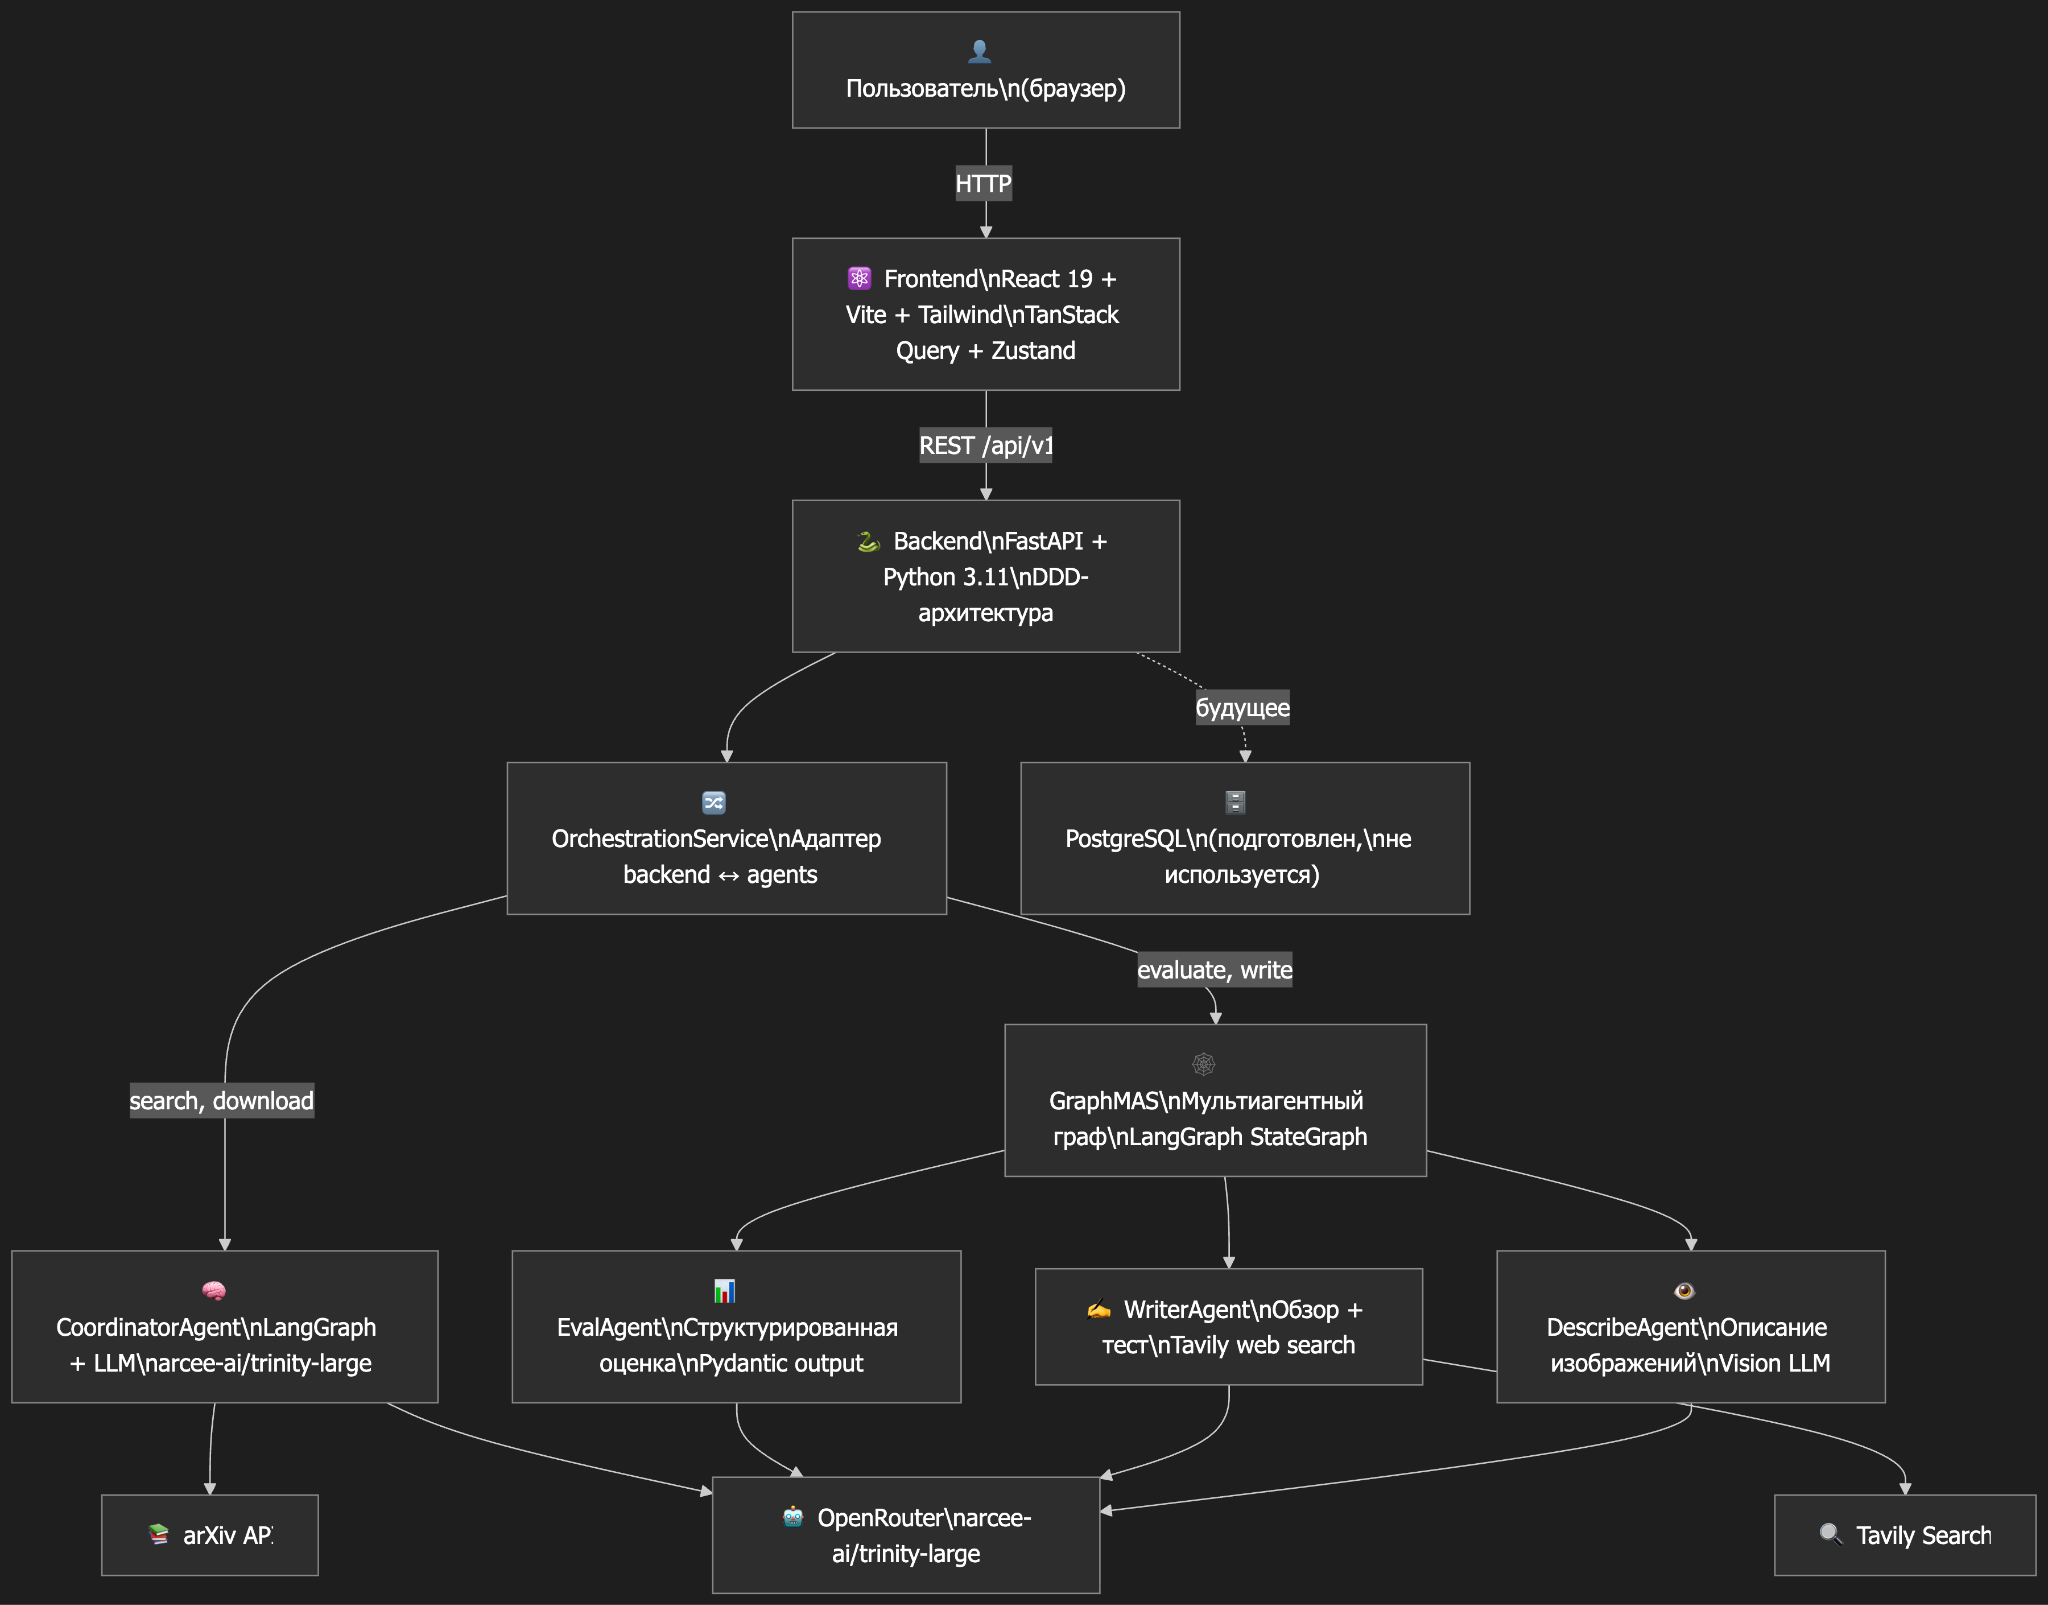 👤
Пользователь\n(браузер)
HTTP
⚛️ Frontend\nReact 19 +
Vite + Tailwind\nTanStack
Query + Zustand
REST /api/v1
🐍 Backend\nFastAPI +
Python 3.11\nDDD-
архитектура
будущее
🔀
OrchestrationService\nАдаптер
backend ↔ agents
🗄️
PostgreSQL\n(подготовлен,\nне
используется)
evaluate, write
🕸️
GraphMAS\nМультиагентный
граф\nLangGraph StateGraph
search, download
🧠
CoordinatorAgent\nLangGraph
+ LLM\narcee-ai/trinity-large
📊
EvalAgent\nСтруктурированная
оценка\nPydantic output
✍️ WriterAgent\nОбзор +
тест\nTavily web search
👁️
DescribeAgent\nОписание
изображений\nVision LLM
📚 arXiv API
🤖 OpenRouter\narcee-
ai/trinity-large
🔍 Tavily Search